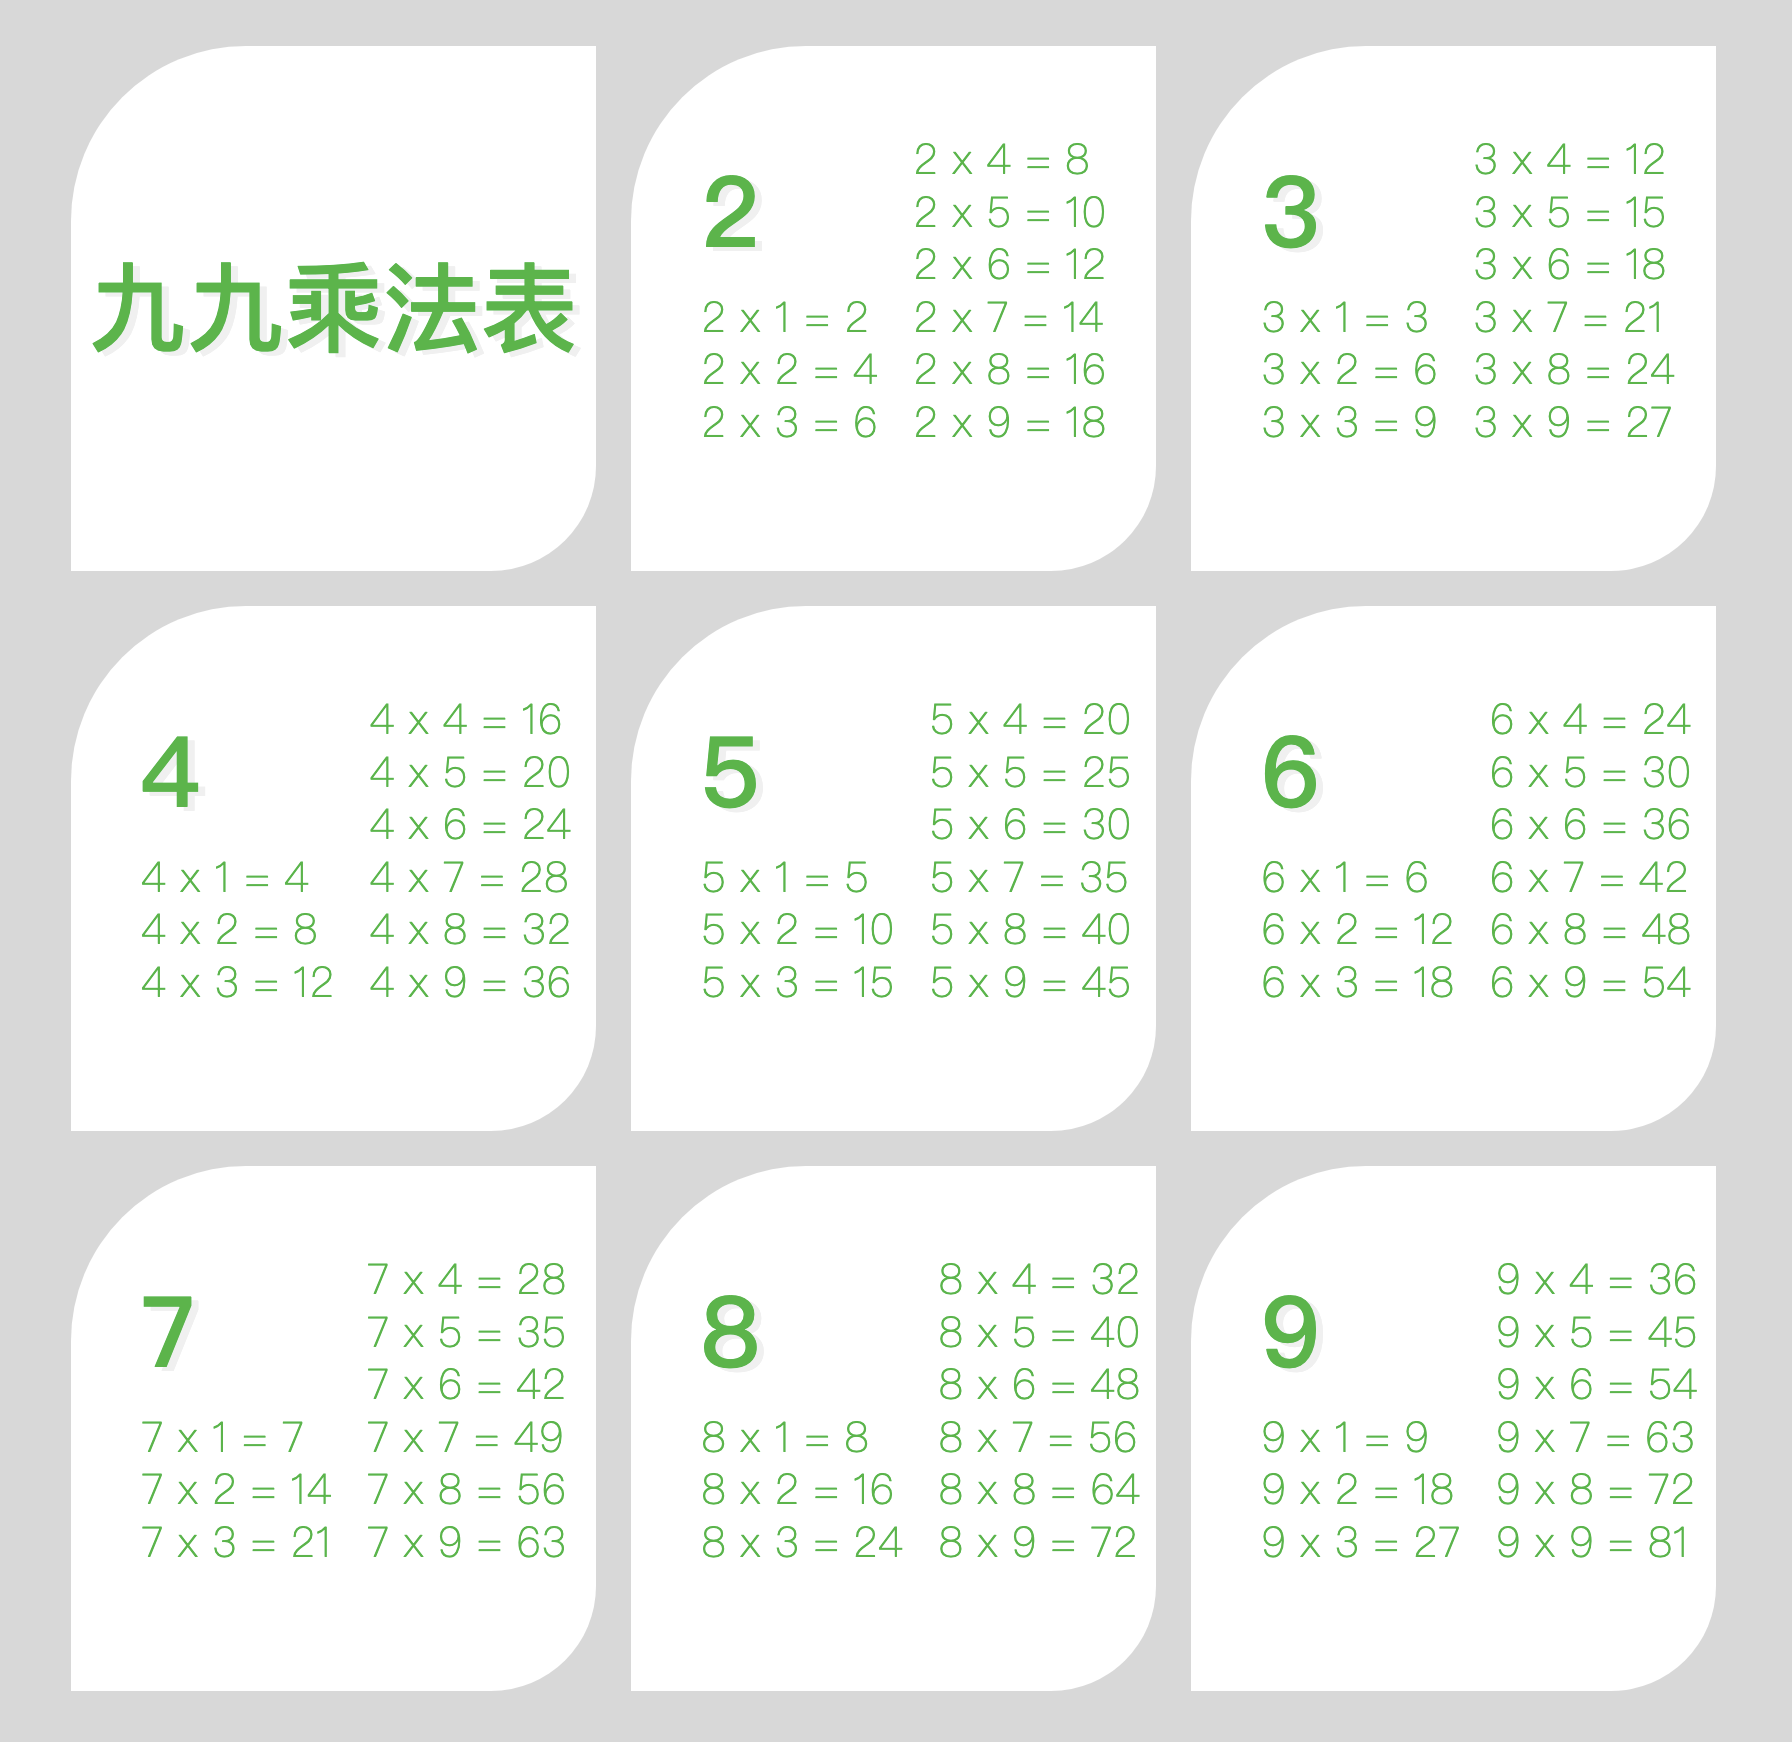 九九乘法表
2
2 x 1 = 2
2 x 2 = 4
2 x 3 = 6
2 x 4 = 8
2 x 5 = 10
2 x 6 = 12
2 x 7 = 14
2 x 8 = 16
2 x 9 = 18
3
3 x 1 = 3
3 x 2 = 6
3 x 3 = 9
3 x 4 = 12
3 x 5 = 15
3 x 6 = 18
3 x 7 = 21
3 x 8 = 24
3 x 9 = 27
4
4 x 1 = 4
4 x 2 = 8
4 x 3 = 12
4 x 4 = 16
4 x 5 = 20
4 x 6 = 24
4 x 7 = 28
4 x 8 = 32
4 x 9 = 36
5
5 x 1 = 5
5 x 2 = 10
5 x 3 = 15
5 x 4 = 20
5 x 5 = 25
5 x 6 = 30
5 x 7 = 35
5 x 8 = 40
5 x 9 = 45
6
6 x 1 = 6
6 x 2 = 12
6 x 3 = 18
6 x 4 = 24
6 x 5 = 30
6 x 6 = 36
6 x 7 = 42
6 x 8 = 48
6 x 9 = 54
7
7 x 1 = 7
7 x 2 = 14
7 x 3 = 21
7 x 4 = 28
7 x 5 = 35
7 x 6 = 42
7 x 7 = 49
7 x 8 = 56
7 x 9 = 63
8
8 x 1 = 8
8 x 2 = 16
8 x 3 = 24
8 x 4 = 32
8 x 5 = 40
8 x 6 = 48
8 x 7 = 56
8 x 8 = 64
8 x 9 = 72
9
9 x 1 = 9
9 x 2 = 18
9 x 3 = 27
9 x 4 = 36
9 x 5 = 45
9 x 6 = 54
9 x 7 = 63
9 x 8 = 72
9 x 9 = 81